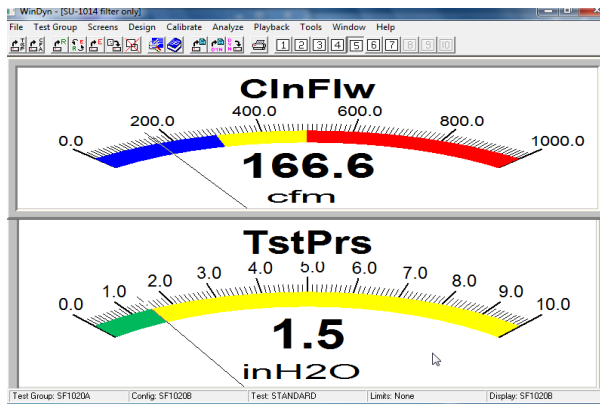 WinDyn - [SU-1014 filter only]
File Test Group Screens Design Calibrate Analyze Playback Tools Window Help
1 2 3 4 5 6 7 8 9 10
ClnFlw
0.0 200.0 400.0 600.0 800.0 1000.0
166.6
cfm
TstPrs
0.0 1.0 2.0 3.0 4.0 5.0 6.0 7.0 8.0 9.0 10.0
1.5
inH2O
Test Group: SF1020A Config: SF1020B Test: STANDARD Limits: None Display: SF1020B